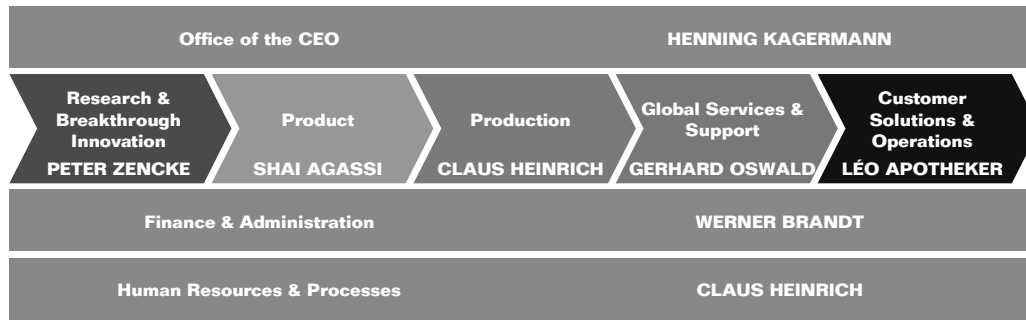 Office of the CEO HENNING KAGERMANN
Research &
Breakthrough
Innovation
PETER ZENCKE
Product
SHAI AGASSI
Production
CLAUS HEINRICH
Global Services &
Support
GERHARD OSWALD
Customer
Solutions &
Operations
LÉO APOTHEKER
Finance & Administration WERNER BRANDT
Human Resources & Processes CLAUS HEINRICH